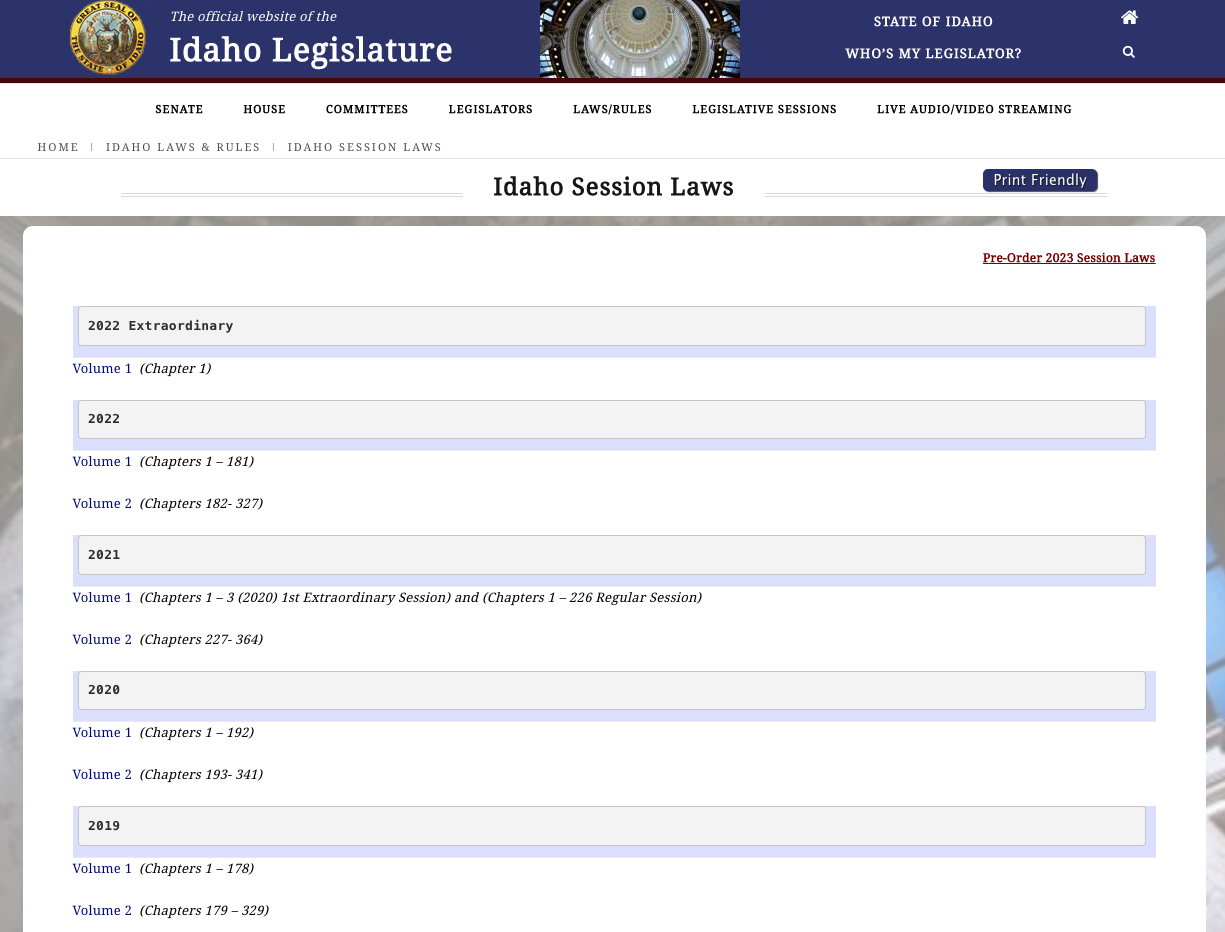 The official website of the
Idaho Legislature
STATE OF IDAHO
WHO'S MY LEGISLATOR?
GREAT SEAL OF THE STATE OF IDAHO
SENATE HOUSE COMMITTEES LEGISLATORS LAWS/RULES LEGISLATIVE SESSIONS LIVE AUDIO/VIDEO STREAMING
HOME | IDAHO LAWS & RULES | IDAHO SESSION LAWS
Idaho Session Laws
Print Friendly
Pre-Order 2023 Session Laws
2022 Extraordinary
Volume 1 (Chapter 1)
2022
Volume 1 (Chapters 1 – 181)
Volume 2 (Chapters 182- 327)
2021
Volume 1 (Chapters 1 – 3 (2020) 1st Extraordinary Session) and (Chapters 1 – 226 Regular Session)
Volume 2 (Chapters 227- 364)
2020
Volume 1 (Chapters 1 – 192)
Volume 2 (Chapters 193- 341)
2019
Volume 1 (Chapters 1 – 178)
Volume 2 (Chapters 179 – 329)